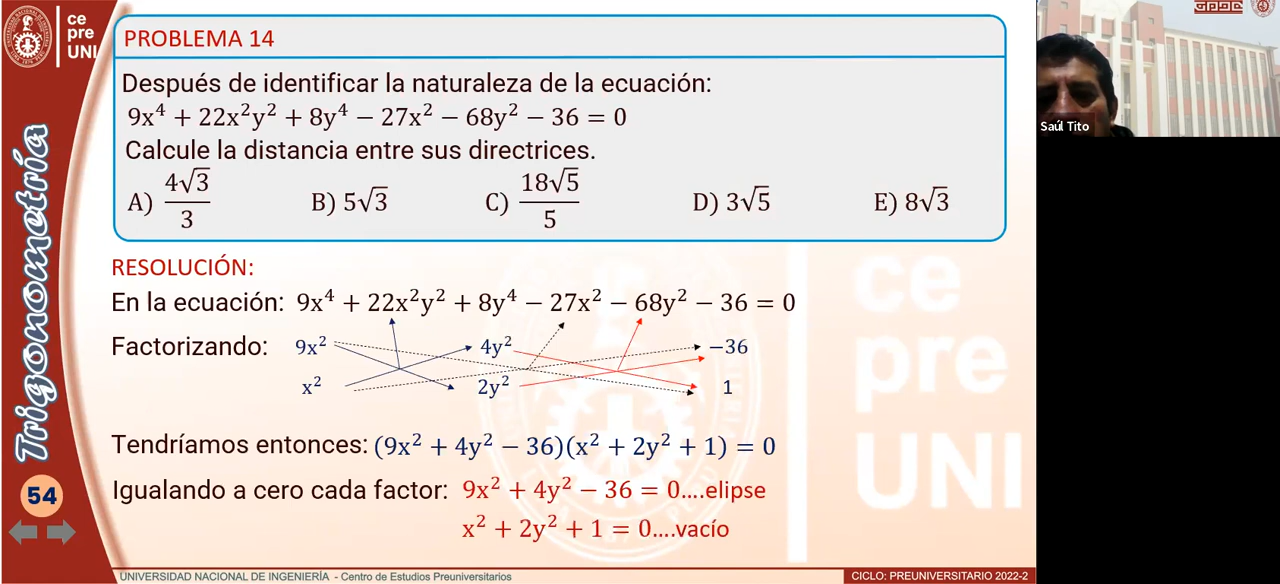 ce
pre
UNI
PROBLEMA 14
Después de identificar la naturaleza de la ecuación:
9x⁴ + 22x²y² + 8y⁴ − 27x² − 68y² − 36 = 0
Calcule la distancia entre sus directrices.
A) 4√3/3 B) 5√3 C) 18√5/5 D) 3√5 E) 8√3
RESOLUCIÓN:
En la ecuación: 9x⁴ + 22x²y² + 8y⁴ − 27x² − 68y² − 36 = 0
Factorizando: 9x² 4y² −36
x² 2y² 1
Tendríamos entonces: (9x² + 4y² − 36)(x² + 2y² + 1) = 0
Igualando a cero cada factor: 9x² + 4y² − 36 = 0....elipse
x² + 2y² + 1 = 0....vacío
Trigonometría
54
UNIVERSIDAD NACIONAL DE INGENIERÍA - Centro de Estudios Preuniversitarios
CICLO: PREUNIVERSITARIO 2022-2
ce
pre
UNI
Saúl Tito